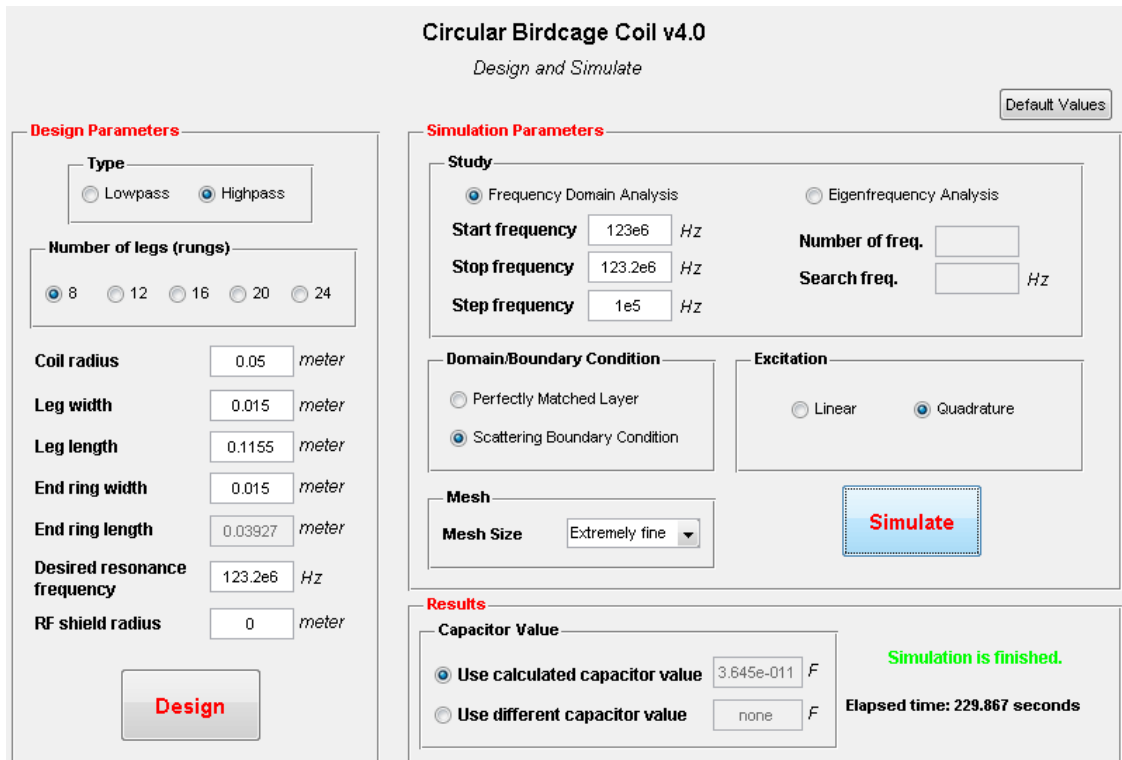 Circular Birdcage Coil v4.0
Design and Simulate
Default Values
Design Parameters
Type
Lowpass Highpass
Number of legs (rungs)
8 12 16 20 24
Coil radius 0.05 meter
Leg width 0.015 meter
Leg length 0.1155 meter
End ring width 0.015 meter
End ring length 0.03927 meter
Desired resonance
frequency 123.2e6 Hz
RF shield radius 0 meter
Design
Simulation Parameters
Study
Frequency Domain Analysis
Start frequency 123e6 Hz
Stop frequency 123.2e6 Hz
Step frequency 1e5 Hz
Eigenfrequency Analysis
Number of freq.
Search freq. Hz
Domain/Boundary Condition
Perfectly Matched Layer
Scattering Boundary Condition
Excitation
Linear Quadrature
Mesh
Mesh Size Extremely fine
Simulate
Results
Capacitor Value
Use calculated capacitor value 3.645e-011 F
Use different capacitor value none F
Simulation is finished.
Elapsed time: 229.867 seconds